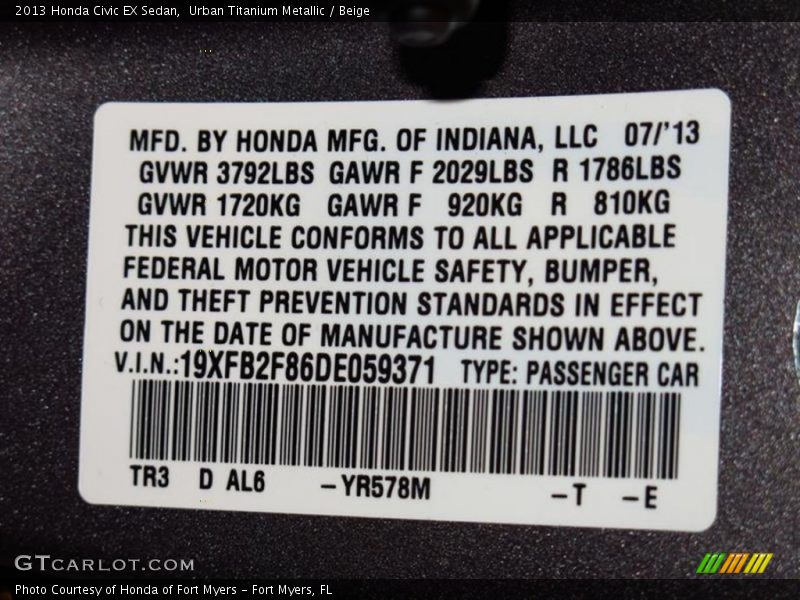 2013 Honda Civic EX Sedan,  Urban Titanium Metallic / Beige
MFD. BY HONDA MFG. OF INDIANA, LLC 07/'13
GVWR 3792LBS GAWR F 2029LBS R 1786LBS
GVWR 1720KG GAWR F 920KG R 810KG
THIS VEHICLE CONFORMS TO ALL APPLICABLE
FEDERAL MOTOR VEHICLE SAFETY, BUMPER,
AND THEFT PREVENTION STANDARDS IN EFFECT
ON THE DATE OF MANUFACTURE SHOWN ABOVE.
V.I.N.:19XFB2F86DE059371 TYPE: PASSENGER CAR
TR3 D AL6 –YR578M –T –E
GTCARLOT.COM
Photo Courtesy of Honda of Fort Myers – Fort Myers, FL